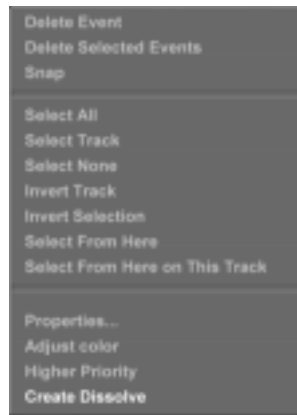 Delete Event
Delete Selected Events
Snap
Select All
Select Track
Select None
Invert Track
Invert Selection
Select From Here
Select From Here on This Track
Properties...
Adjust color
Higher Priority
Create Dissolve